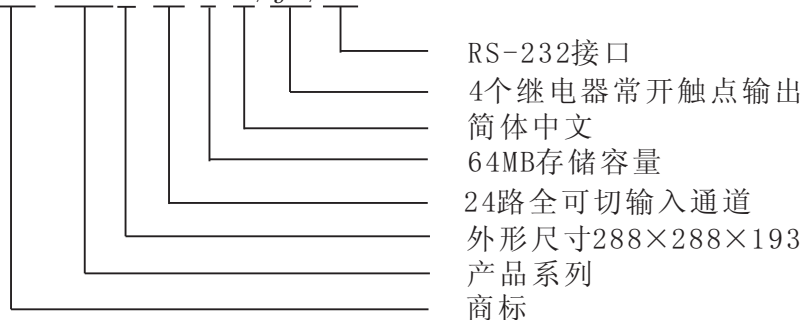 RS-232接口
4个继电器常开触点输出
简体中文
64MB存储容量
24路全可切输入通道
外形尺寸288×288×193
产品系列
商标